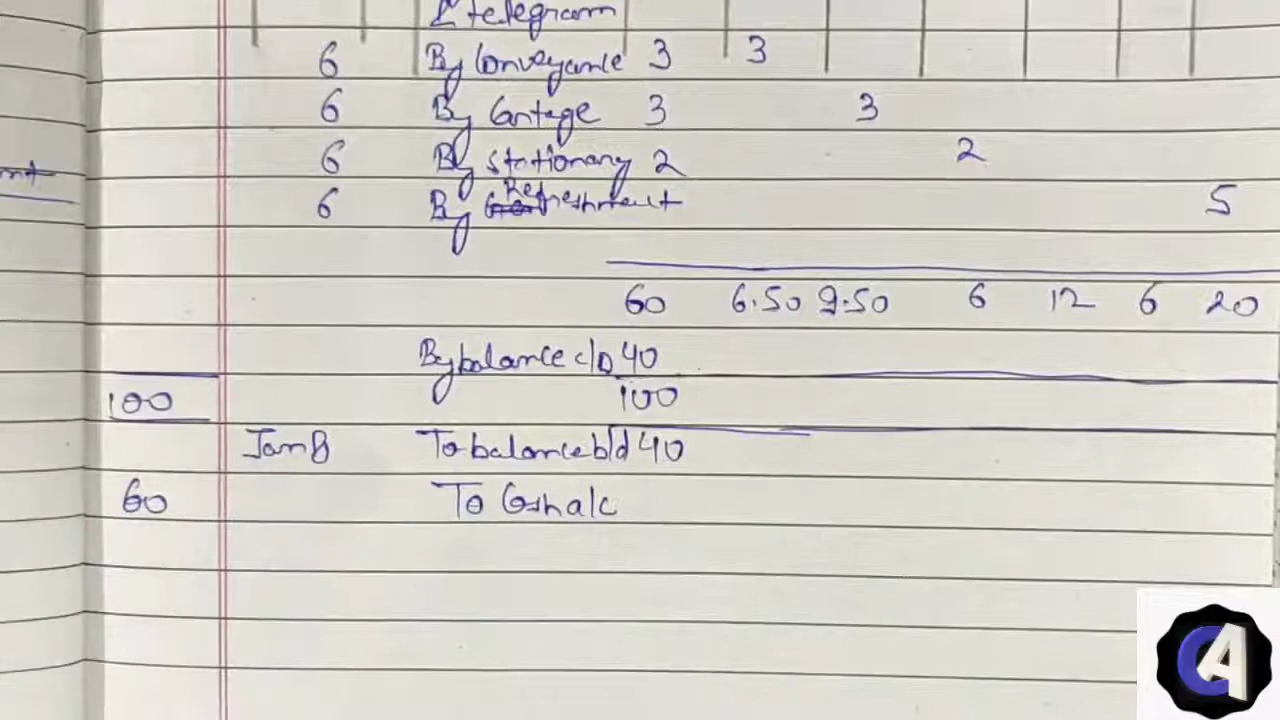 & telegram
6 By Conveyance 3 3
6 By Cartage 3 3
6 By Stationary 2 2
6 By Refreshment 5
60 6.50 9.50 6 12 6 20
By balance c/D 40
100 100
Jan 8 To balance b/d 40
60 To Cash a/c
CA